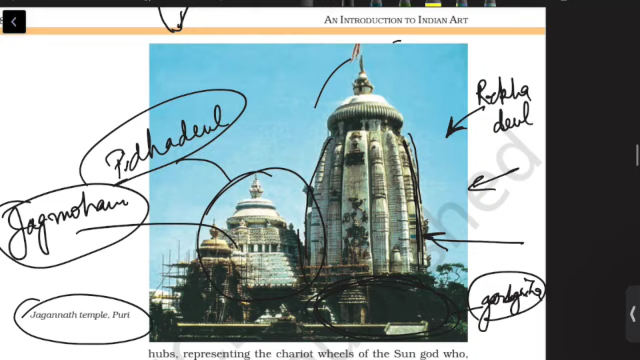 AN INTRODUCTION TO INDIAN ART
Rekha
deul
Pidhadeul
Jagmohan
Jagannath temple, Puri
hubs, representing the chariot wheels of the Sun god who,